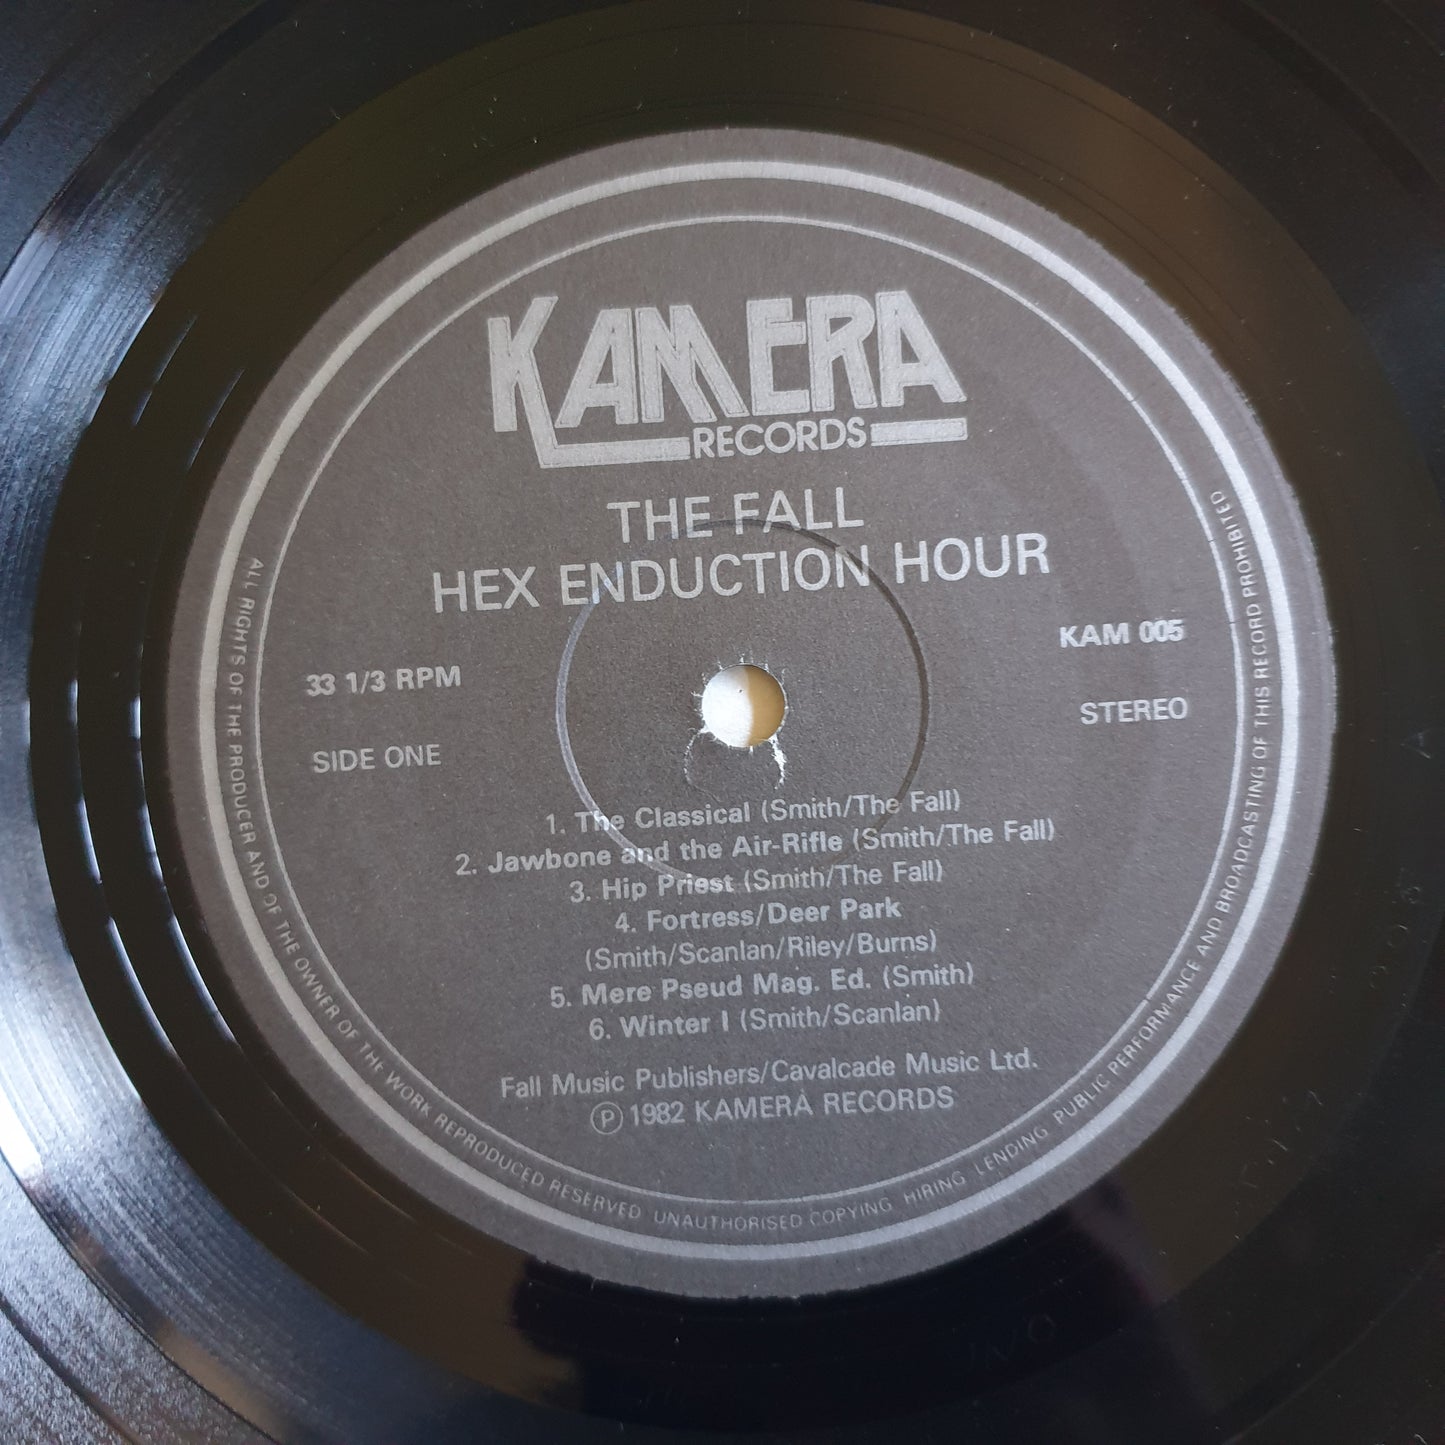 KAMERA
RECORDS
THE FALL
HEX ENDUCTION HOUR
33 1/3 RPM
KAM 005
SIDE ONE
STEREO
1. The Classical (Smith/The Fall)
2. Jawbone and the Air-Rifle (Smith/The Fall)
3. Hip Priest (Smith/The Fall)
4. Fortress/Deer Park
(Smith/Scanlan/Riley/Burns)
5. Mere Pseud Mag. Ed. (Smith)
6. Winter I (Smith/Scanlan)
Fall Music Publishers/Cavalcade Music Ltd.
Ⓟ 1982 KAMERA RECORDS
ALL RIGHTS OF THE PRODUCER AND OF THE OWNER OF THE WORK REPRODUCED RESERVED UNAUTHORISED COPYING HIRING LENDING PUBLIC PERFORMANCE AND BROADCASTING OF THIS RECORD PROHIBITED